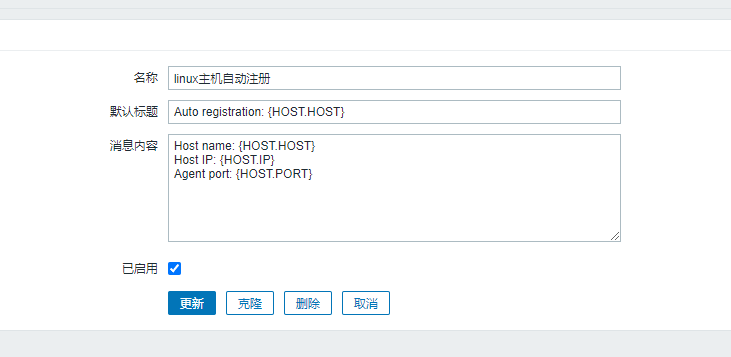 名称 linux主机自动注册
默认标题 Auto registration: {HOST.HOST}
消息内容 Host name: {HOST.HOST}
Host IP: {HOST.IP}
Agent port: {HOST.PORT}
已启用
更新 克隆 删除 取消